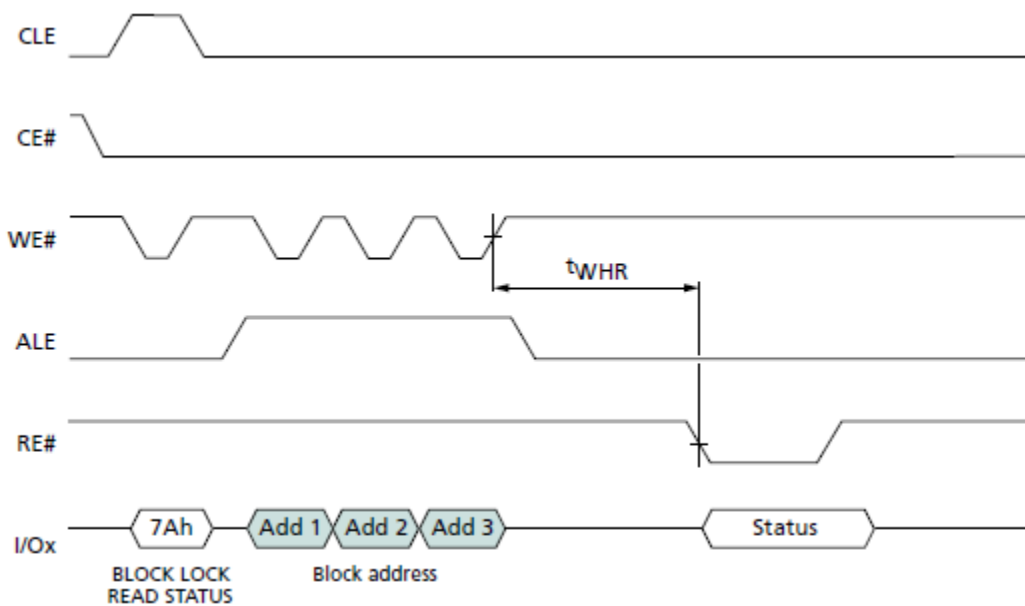 CLE
CE#
WE#
tWHR
ALE
RE#
I/Ox
7Ah
Add 1
Add 2
Add 3
Status
BLOCK LOCK
READ STATUS
Block address